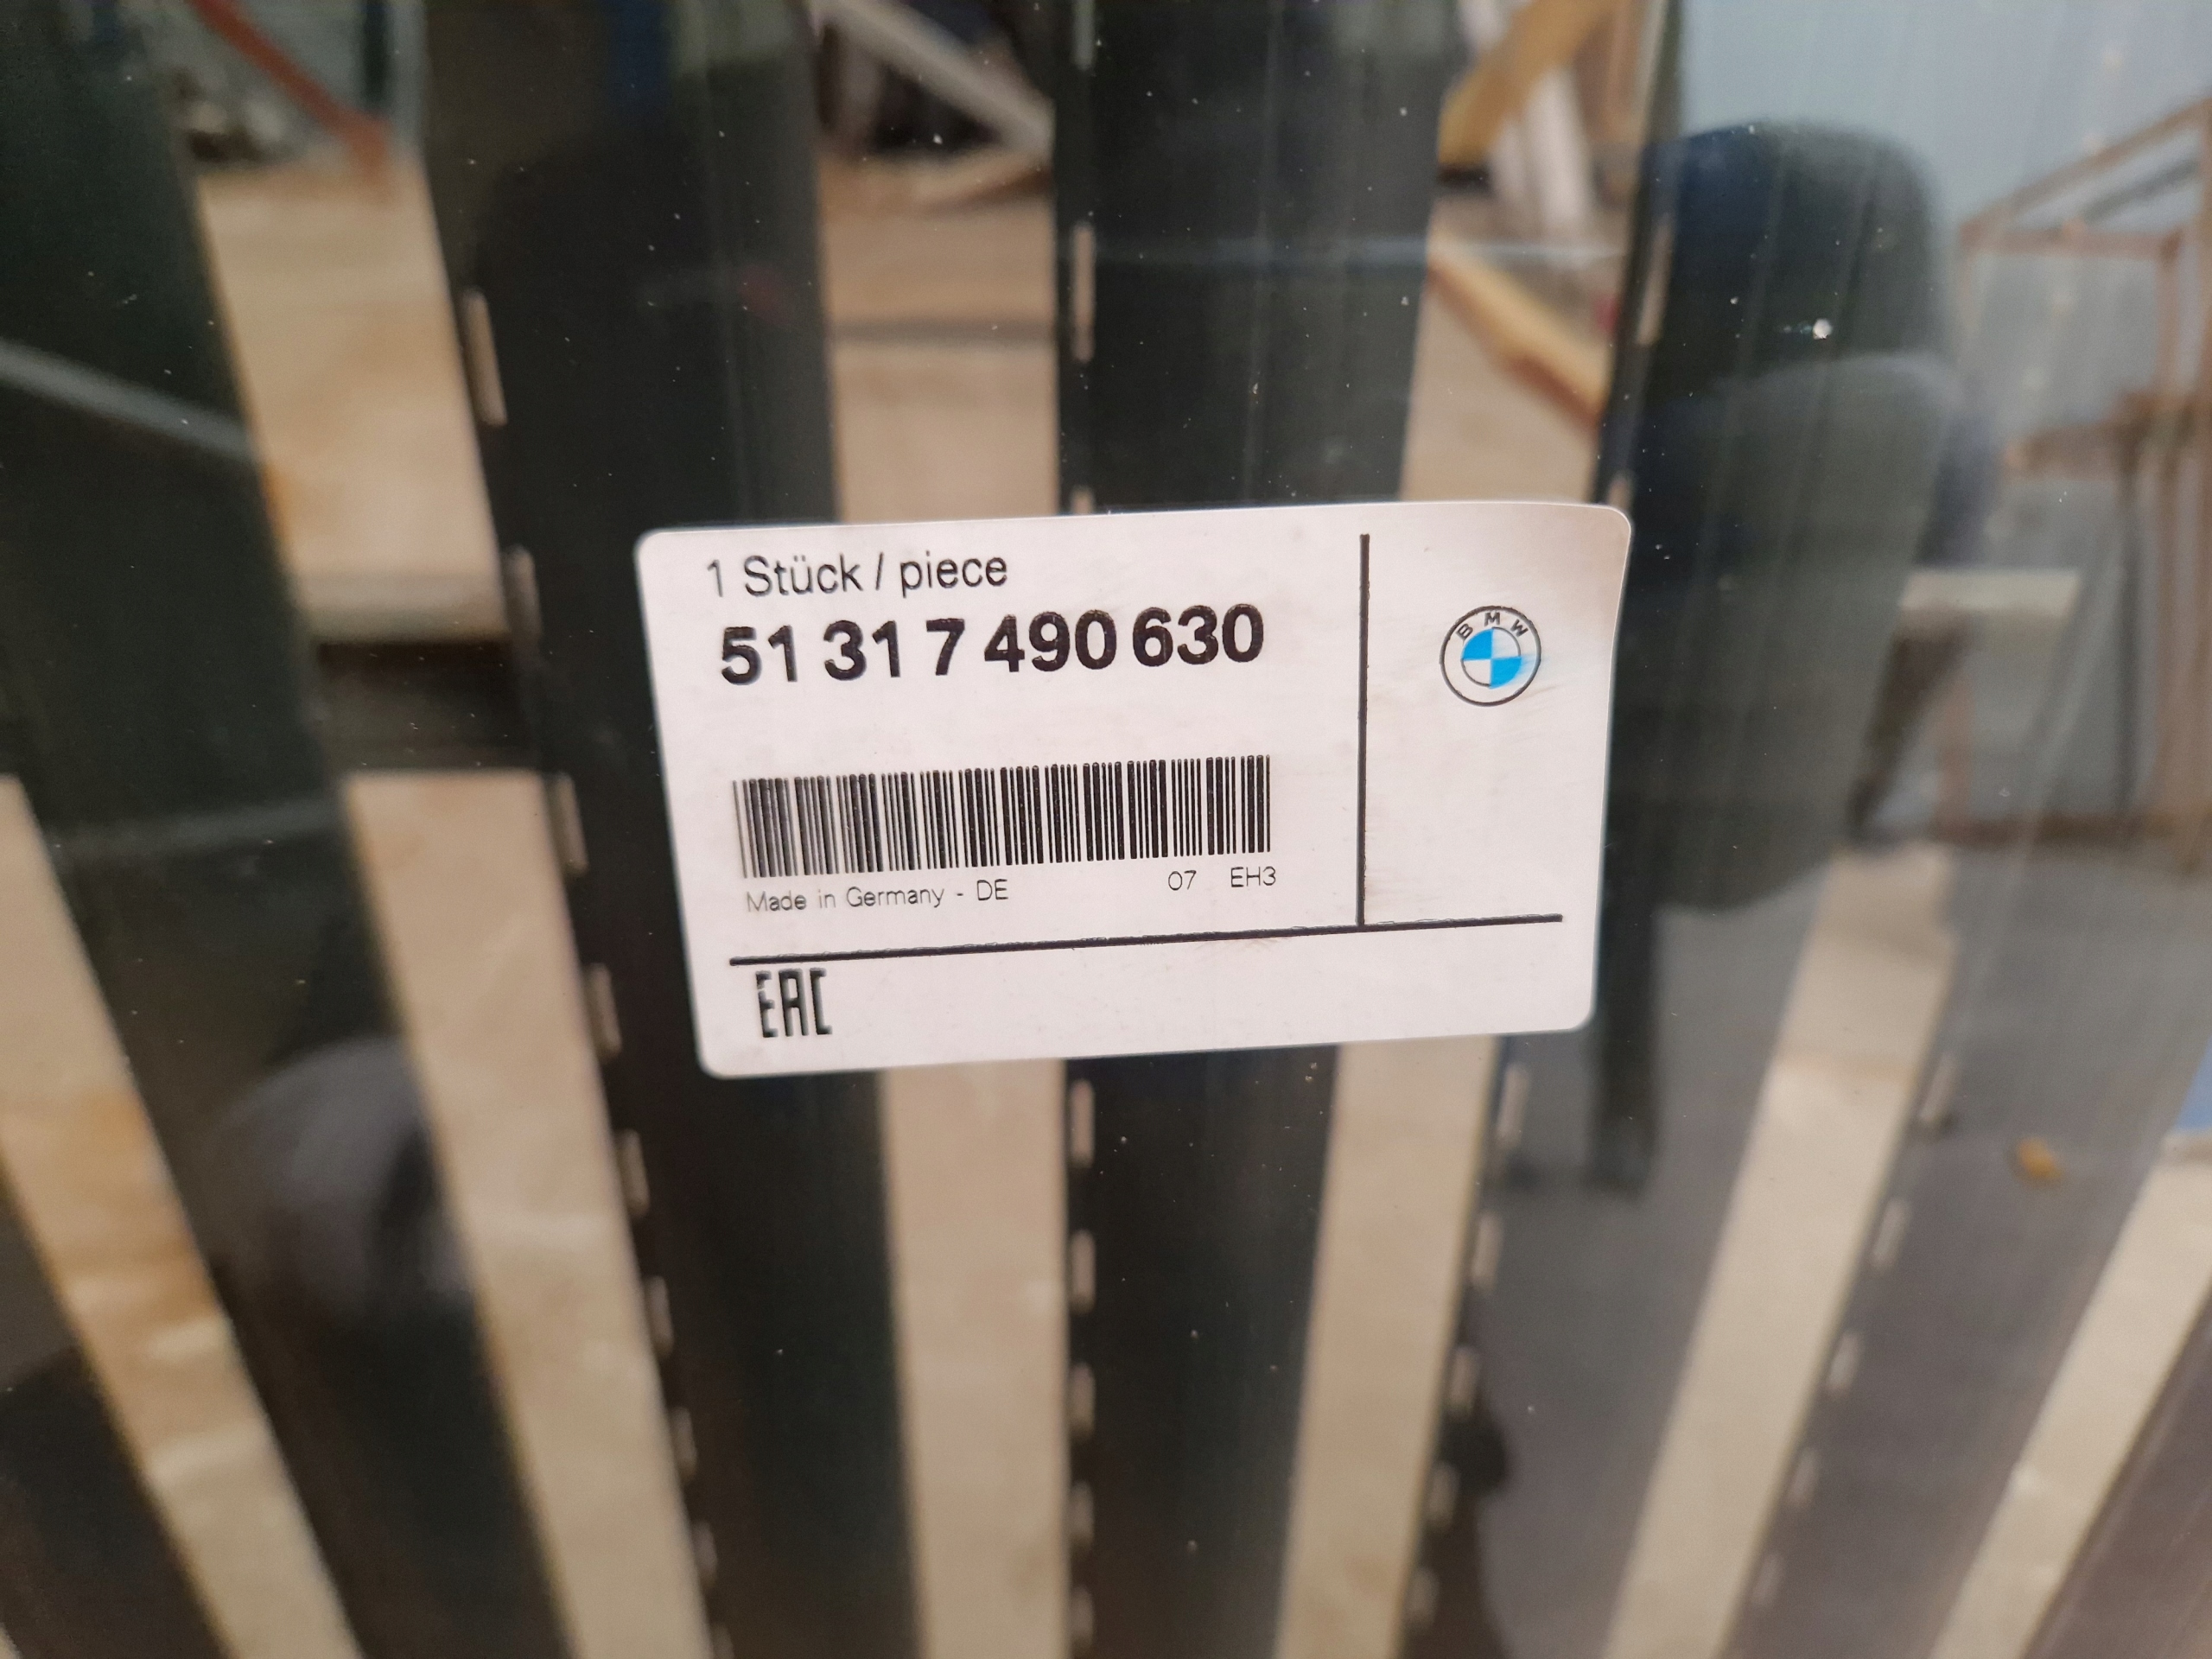 1 Stück / piece
51 31 7 490 630
BMW
Made in Germany - DE 07 EH3
EAC